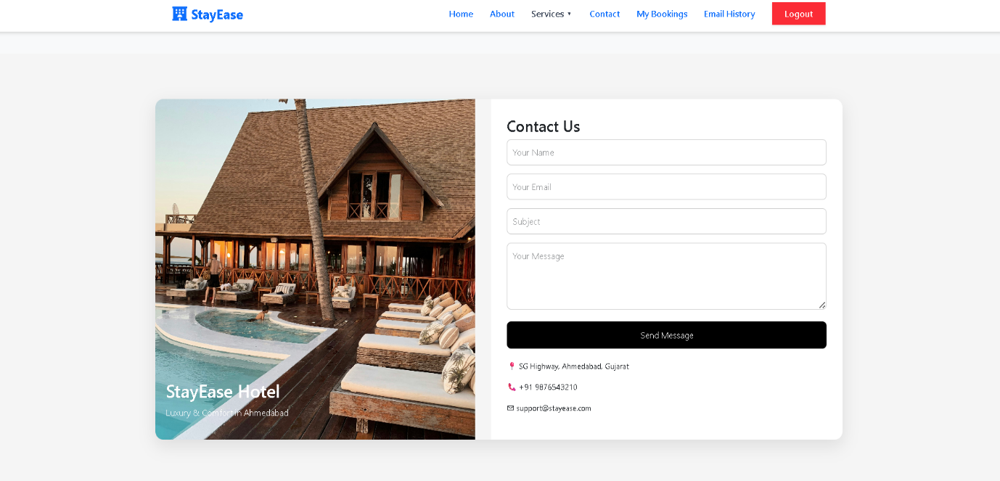 StayEase
Home About Services ▼ Contact My Bookings Email History Logout
StayEase Hotel
Luxury & Comfort in Ahmedabad
Contact Us
Your Name
Your Email
Subject
Your Message
Send Message
SG Highway, Ahmedabad, Gujarat
+91 9876543210
support@stayease.com